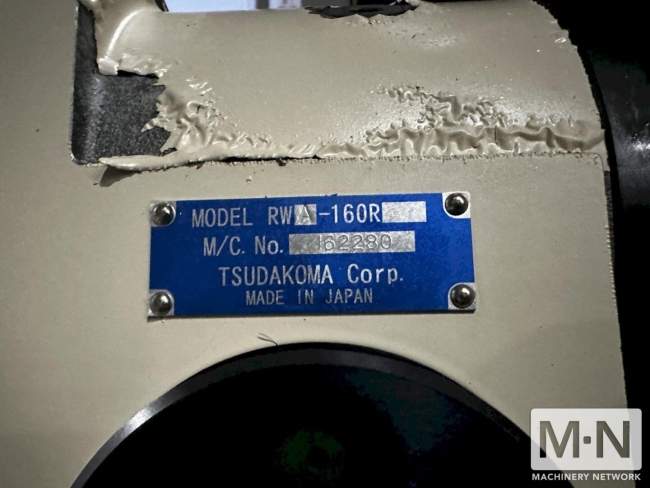 MODEL RWA-160R
M/C. No. 162280
TSUDAKOMA Corp.
MADE IN JAPAN
M·N
MACHINERY NETWORK